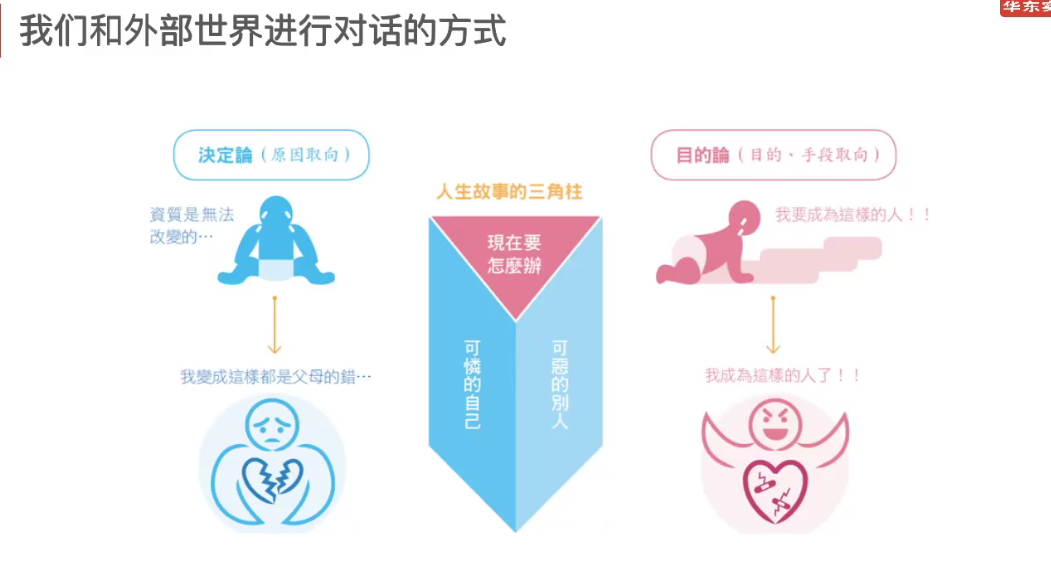 我们和外部世界进行对话的方式
华东
決定論（原因取向）
資質是無法
改變的…
我變成這樣都是父母的錯…
人生故事的三角柱
現在要
怎麼辦
可憐的自己
可惡的別人
目的論（目的、手段取向）
我要成為這樣的人！！
我成為這樣的人了！！